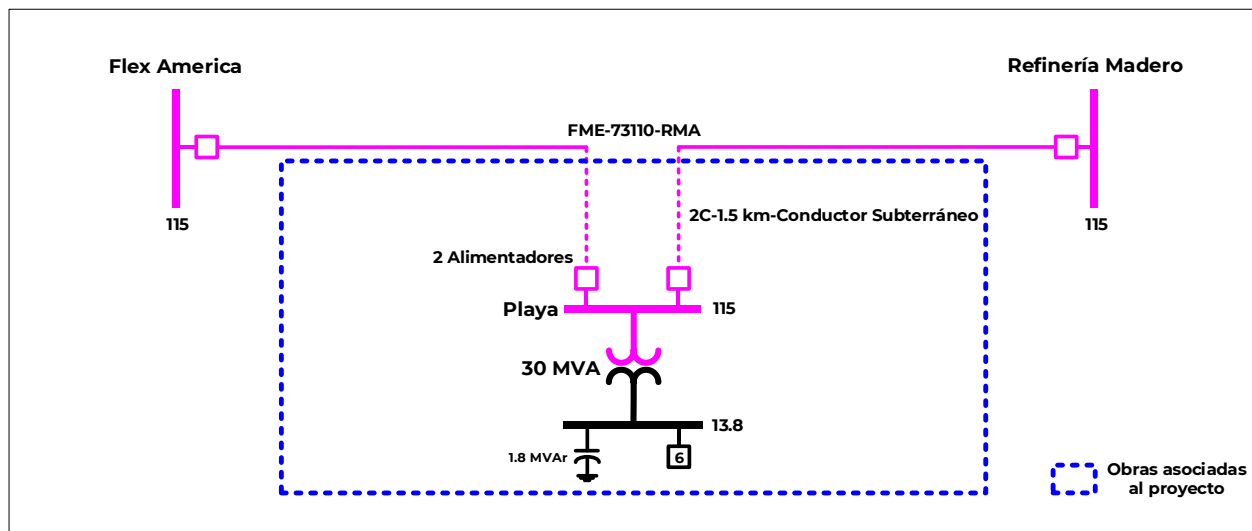 Flex America
Refinería Madero
FME-73110-RMA
115
115
2C-1.5 km-Conductor Subterráneo
2 Alimentadores
Playa
115
30 MVA
13.8
1.8 MVAr
6
Obras asociadas
al proyecto